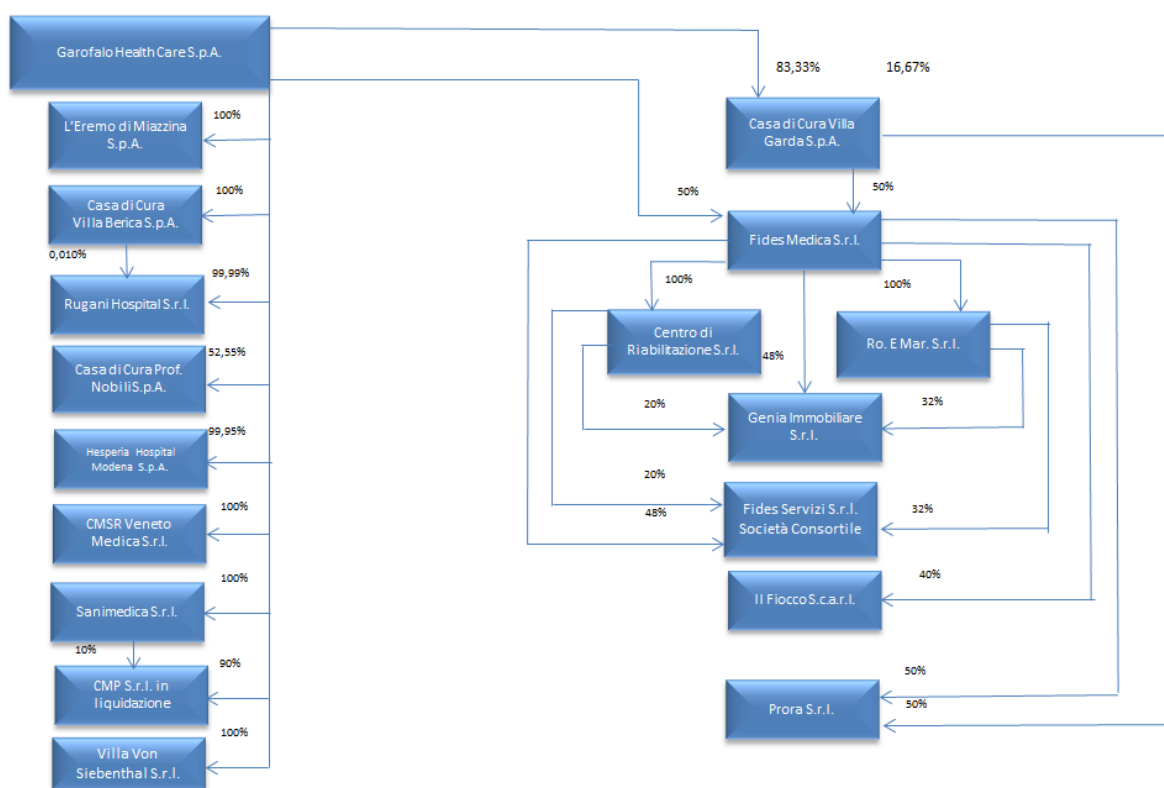 Garofalo Health Care S.p.A.
83,33%
16,67%
100%
L'Eremo di Miazzina
S.p.A.
Casa di Cura Villa
Garda S.p.A.
100%
Casa di Cura
Villa Berica S.p.A.
50%
50%
0,010%
Fides Medica S.r.l.
99,99%
Rugani Hospital S.r.l.
100%
100%
Centro di
Riabilitazione S.r.l.
Ro. E Mar. S.r.l.
52,55%
48%
Casa di Cura Prof.
Nobili S.p.A.
20%
32%
Genia Immobiliare
S.r.l.
99,95%
Hesperia Hospital
Modena S.p.A.
20%
48%
Fides Servizi S.r.l.
Società Consortile
32%
100%
CMSR Veneto
Medica S.r.l.
40%
Il Fiocco S.c.a.r.l.
100%
Sanimedica S.r.l.
10%
90%
CMP S.r.l. in
liquidazione
50%
Prora S.r.l.
50%
100%
Villa Von
Siebenthal S.r.l.